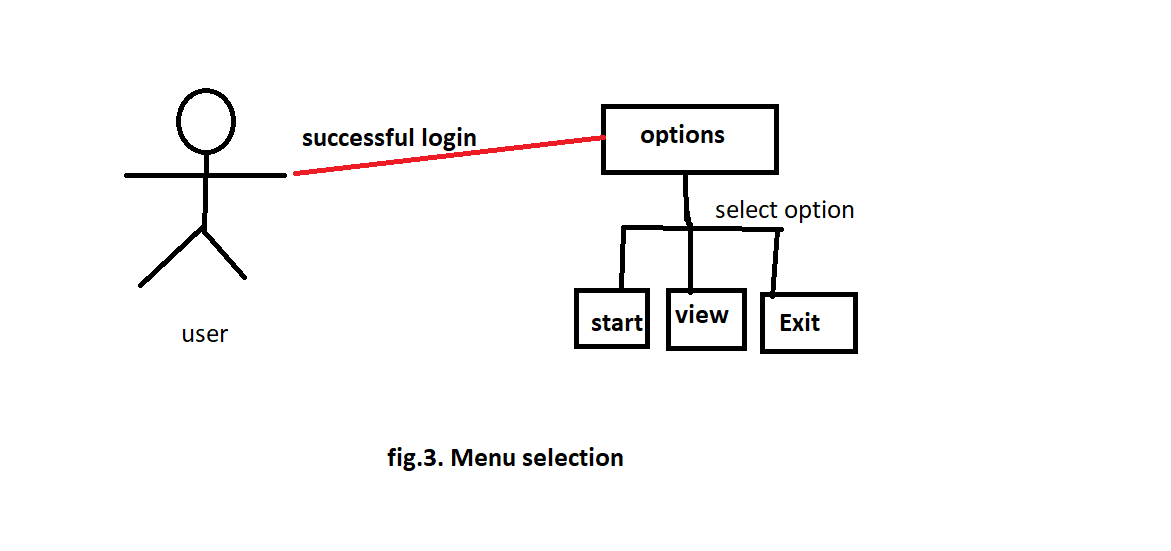 successful login
options
select option
start
view
Exit
user
fig.3. Menu selection